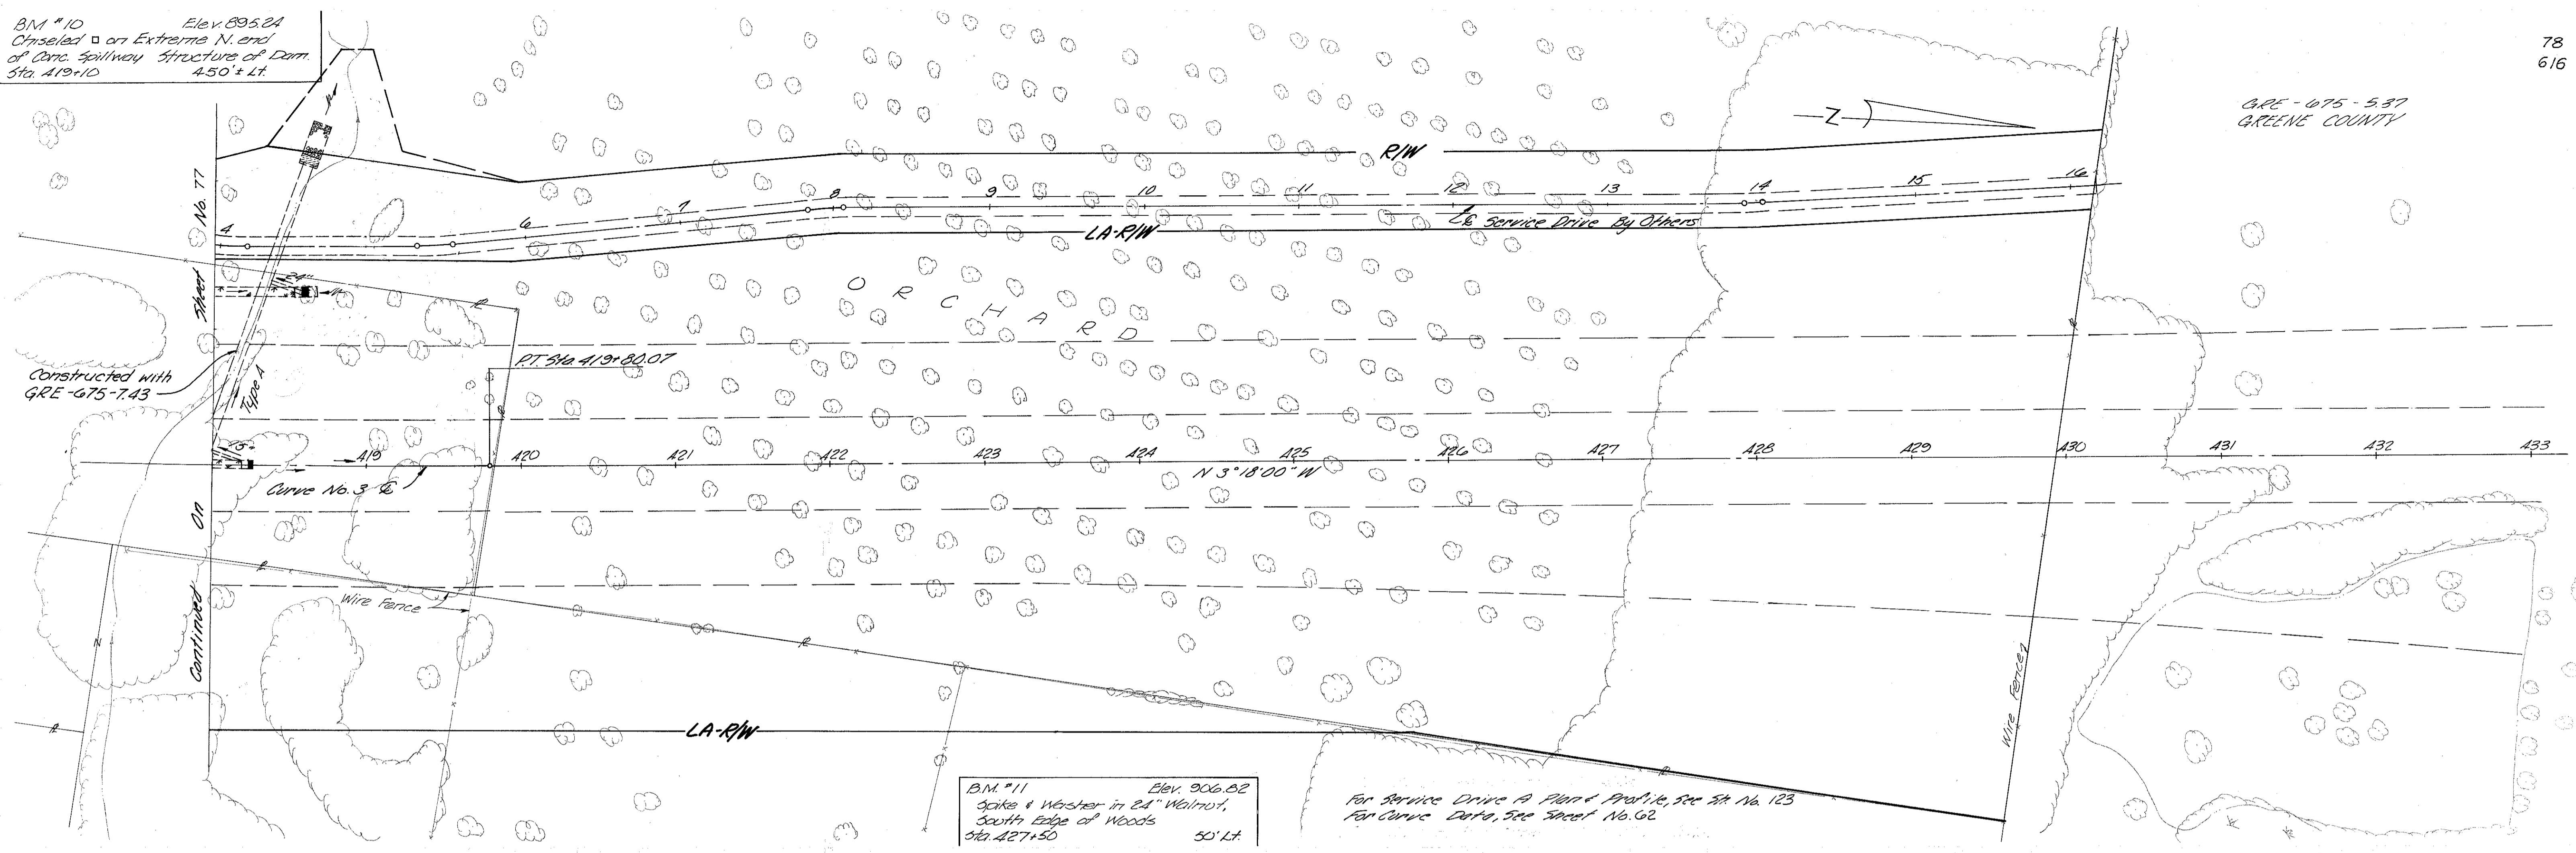 BM #10 Elev. 895.24
Chiseled □ on Extreme N. end
of Conc. Spillway Structure of Dam.
Sta. 419+10 450'± Lt.
78
616
GRE - 675 - 5.37
GREENE COUNTY
Z
R/W
4 6 7 8 9 10 11 12 13 14 15 16
℄ Service Drive By Others
LA-R/W
24"
ORCHARD
P.T. Sta. 419+80.07
Constructed with
GRE-675-7.43
Type A
15"
419 420 421 422 423 424 425 426 427 428 429 430 431 432 433
N 3°18'00" W
Curve No. 3 ℄
Continued On Sheet No. 77
Wire Fence
Wire Fence
LA-R/W
BM #11 Elev. 906.82
Spike & Washer in 24" Walnut,
South Edge of Woods
Sta. 427+50 50' Lt.
For Service Drive A Plan & Profile, See Sh. No. 123
For Curve Data, See Sheet No. 62